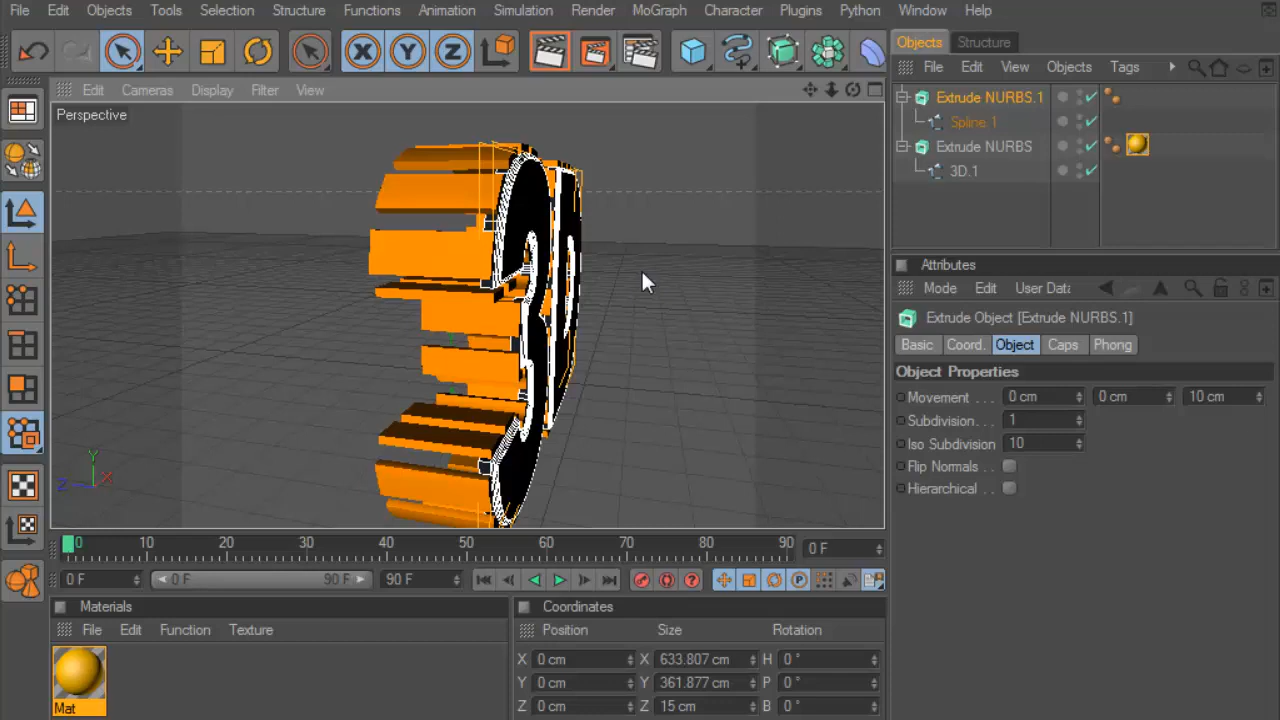 File Edit Objects Tools Selection Structure Functions Animation Simulation Render MoGraph Character Plugins Python Window Help
X Y Z
Objects Structure
File Edit View Objects Tags
Edit Cameras Display Filter View
Perspective
Extrude NURBS.1
Spline 1
Extrude NURBS
3D.1
Attributes
Mode Edit User Data
Extrude Object [Extrude NURBS.1]
Basic Coord. Object Caps Phong
Object Properties
Movement . . . 0 cm 0 cm 10 cm
Subdivision. . . 1
Iso Subdivision 10
Flip Normals . .
Hierarchical . .
Y
Z X
0 10 20 30 40 50 60 70 80 90 0 F
0 F 0 F 90 F 90 F
Materials
File Edit Function Texture
Mat
Coordinates
Position Size Rotation
X 0 cm X 633.807 cm H 0 °
Y 0 cm Y 361.877 cm P 0 °
Z 0 cm Z 15 cm B 0 °